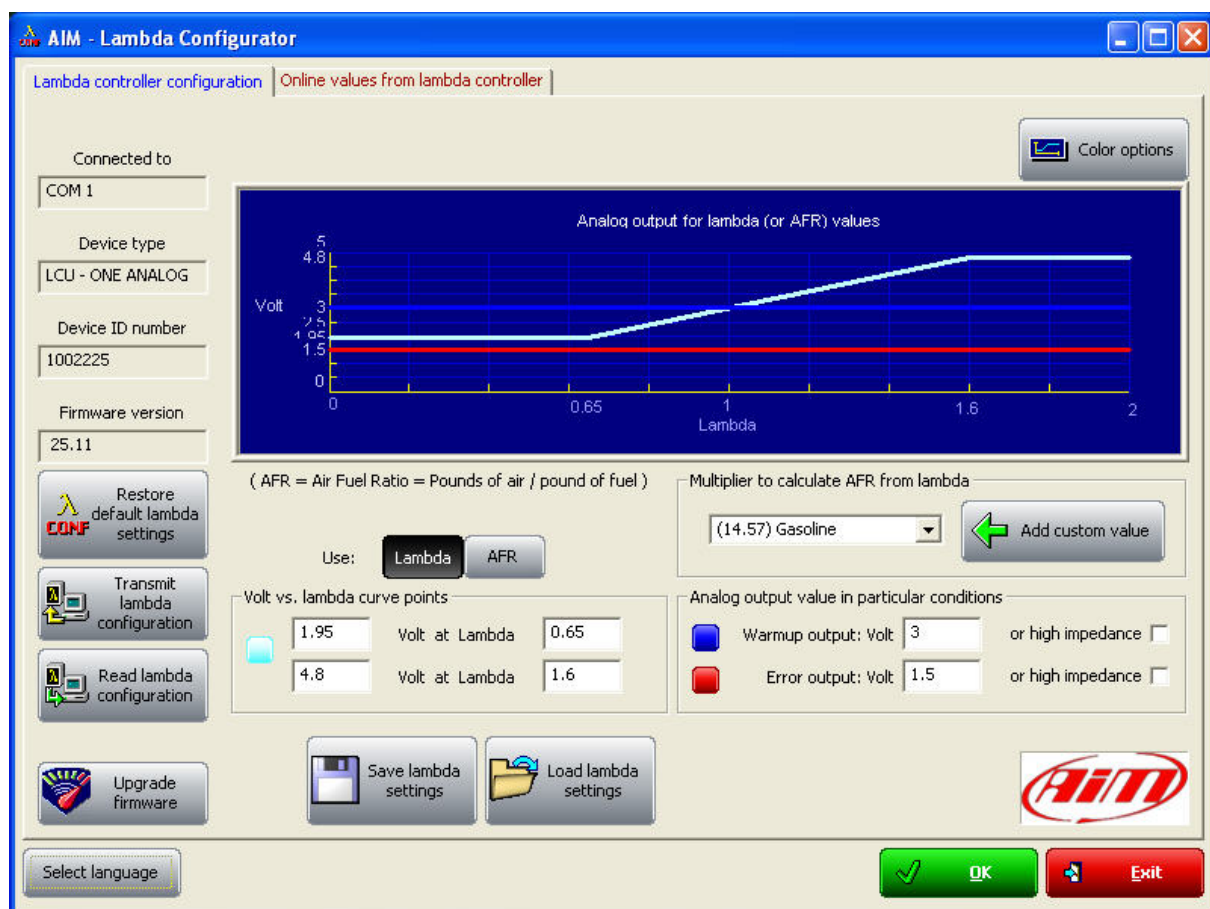 AIM - Lambda Configurator
Lambda controller configuration
Online values from lambda controller
Color options
Connected to
COM 1
Device type
LCU - ONE ANALOG
Device ID number
1002225
Firmware version
25.11
Restore
default lambda
settings
λ
CONF
Transmit
lambda
configuration
Read lambda
configuration
Upgrade
firmware
Analog output for lambda (or AFR) values
5
4.8
Volt
3
2.5
1.95
1.5
0
0
0.65
1
1.6
2
Lambda
( AFR = Air Fuel Ratio = Pounds of air / pound of fuel )
Use:
Lambda
AFR
Multiplier to calculate AFR from lambda
(14.57) Gasoline
Add custom value
Volt vs. lambda curve points
1.95 Volt at Lambda 0.65
4.8 Volt at Lambda 1.6
Analog output value in particular conditions
Warmup output: Volt 3 or high impedance
Error output: Volt 1.5 or high impedance
Save lambda
settings
Load lambda
settings
AiM
Select language
OK
Exit